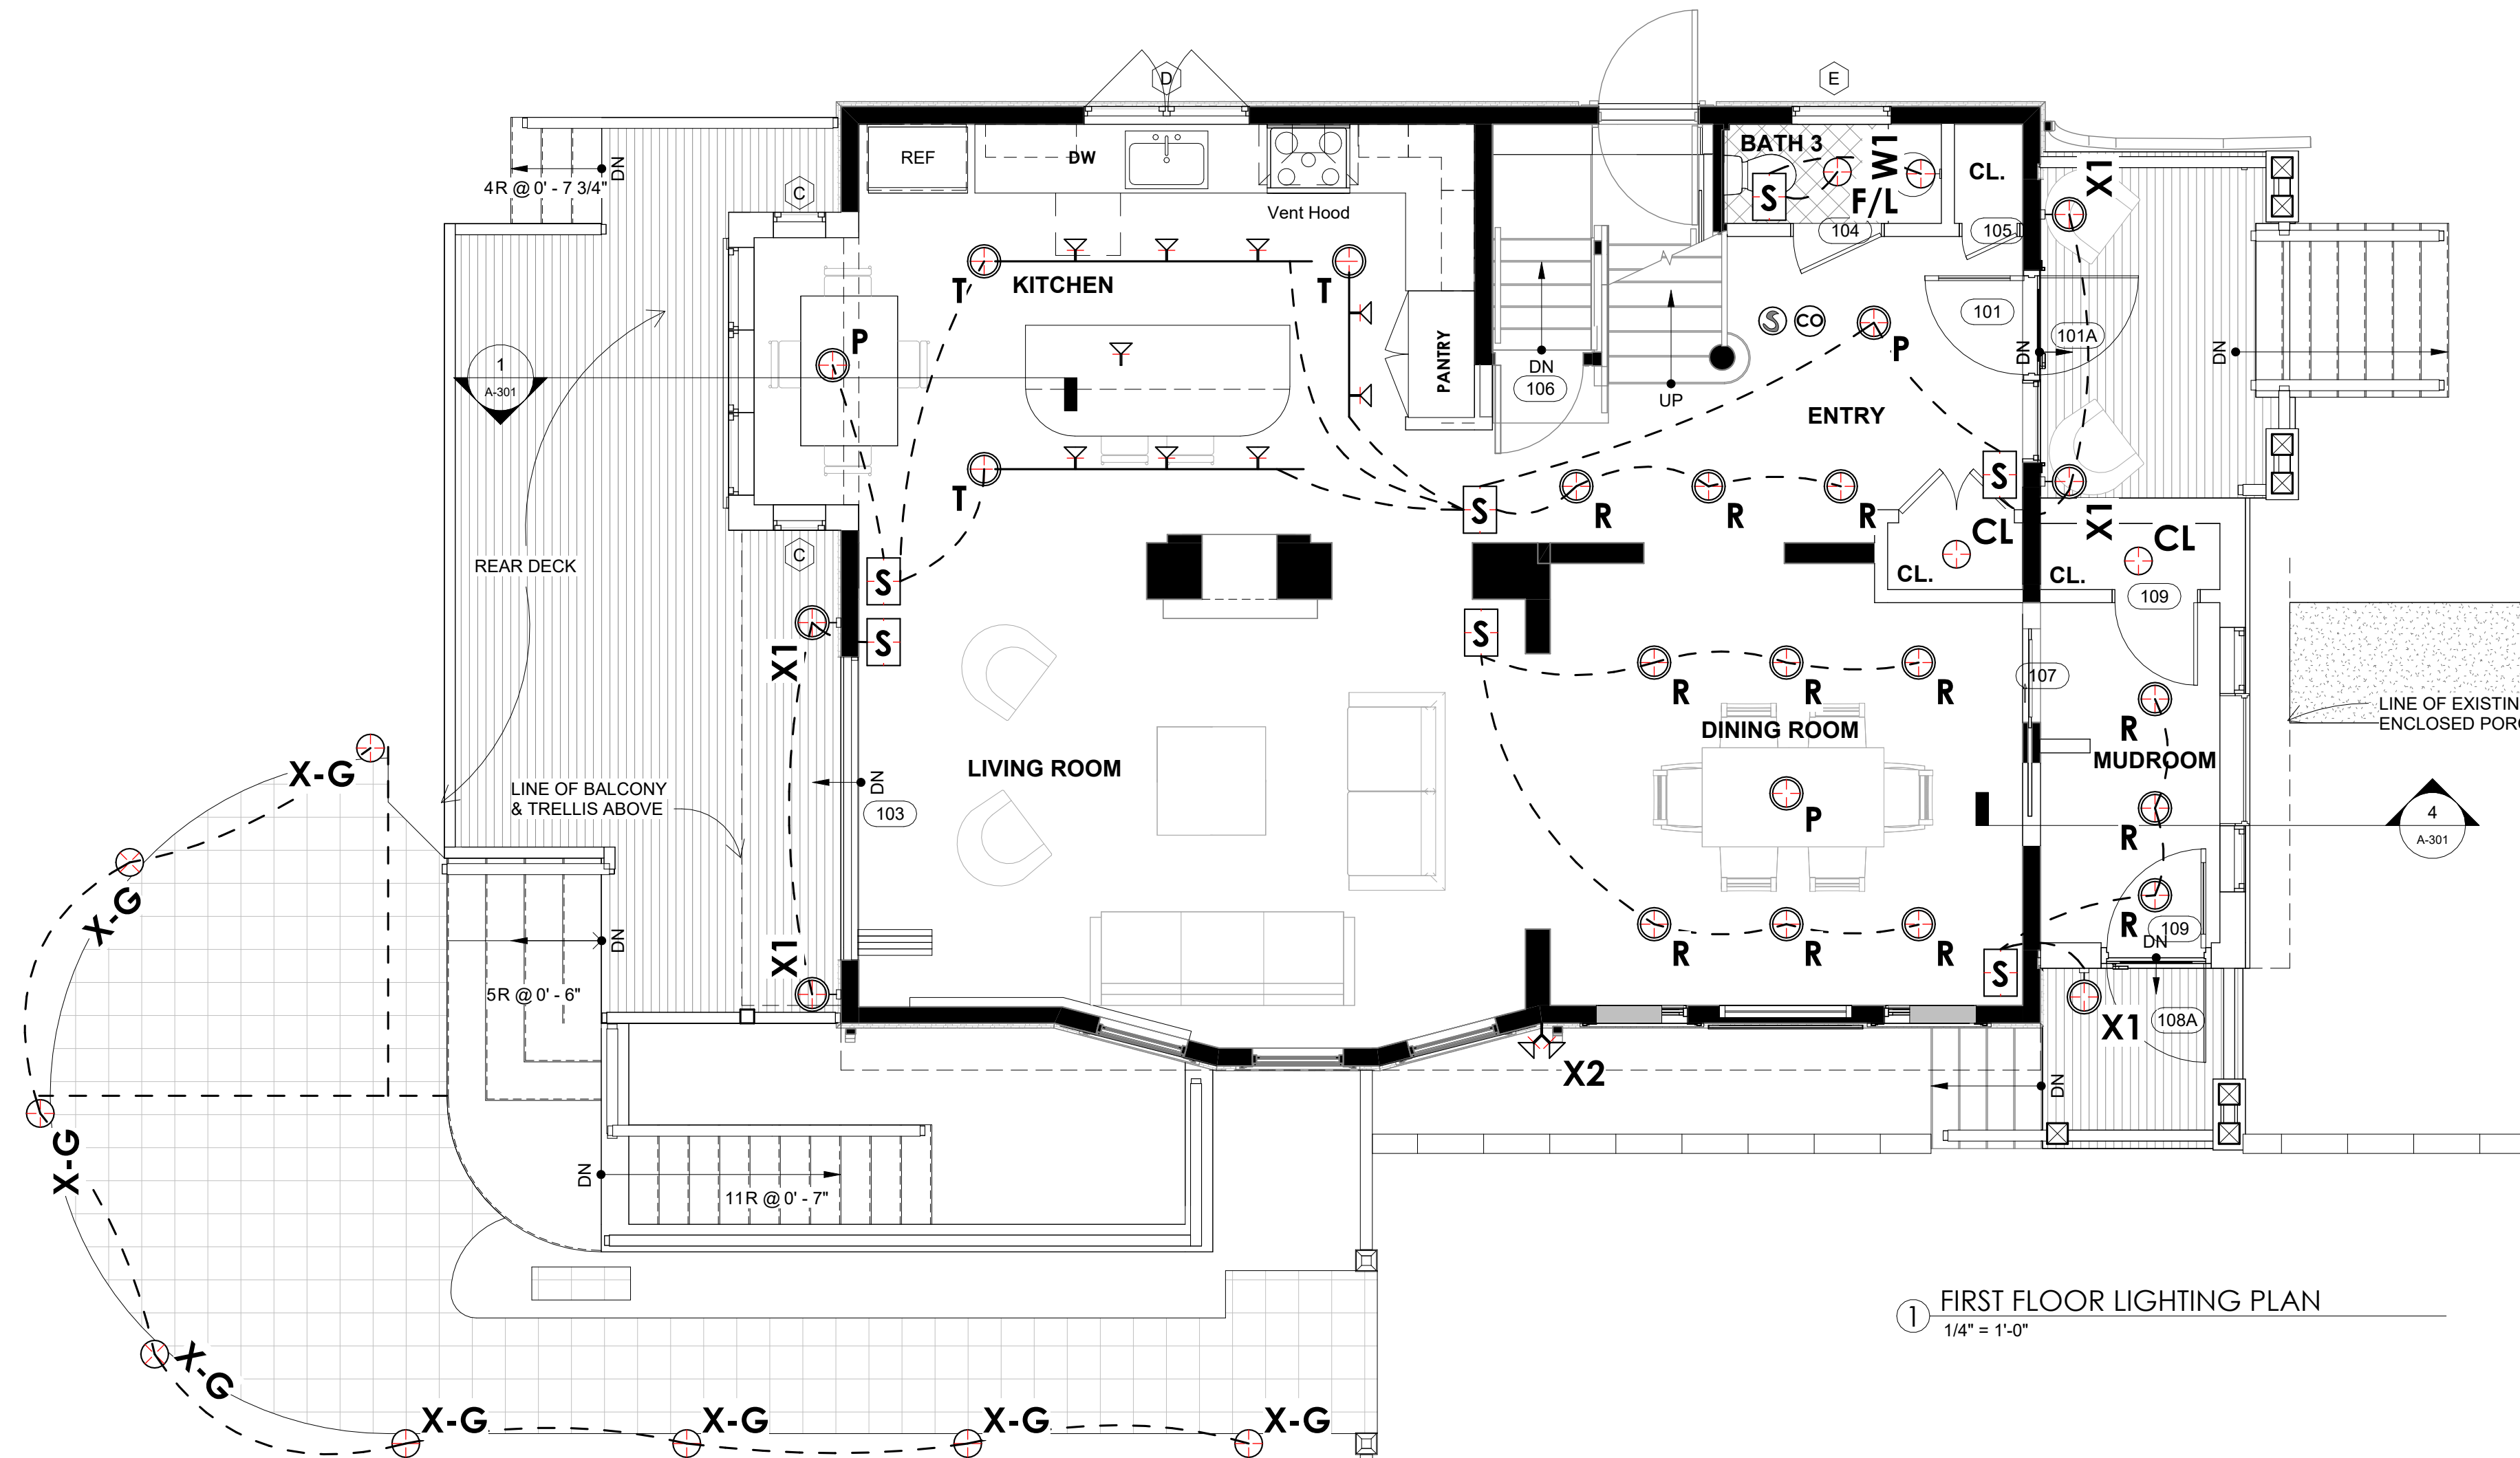 D
E
REF
DW
BATH 3
W1
CL.
X1
4R @ 0' - 7 3/4"
DN
C
S
F/L
Vent Hood
104
105
T
KITCHEN
T
S
CO
101
101A
P
P
DN
DN
1
A-301
PANTRY
DN
106
UP
ENTRY
T
S
S
R
R
R
CL
X1
CL
REAR DECK
C
S
CL.
CL.
109
S
S
X1
R
R
R
107
R
LINE OF EXISTIN
ENCLOSED PORC
DINING ROOM
MUDROOM
LIVING ROOM
X-G
LINE OF BALCONY
& TRELLIS ABOVE
DN
103
P
R
4
A-301
X-G
DN
X1
R
R
R
R
109
DN
S
5R @ 0' - 6"
X1
108A
X2
DN
X-G
DN
11R @ 0' - 7"
X-G
X-G
X-G
X-G
X-G
1
FIRST FLOOR LIGHTING PLAN
1/4" = 1'-0"